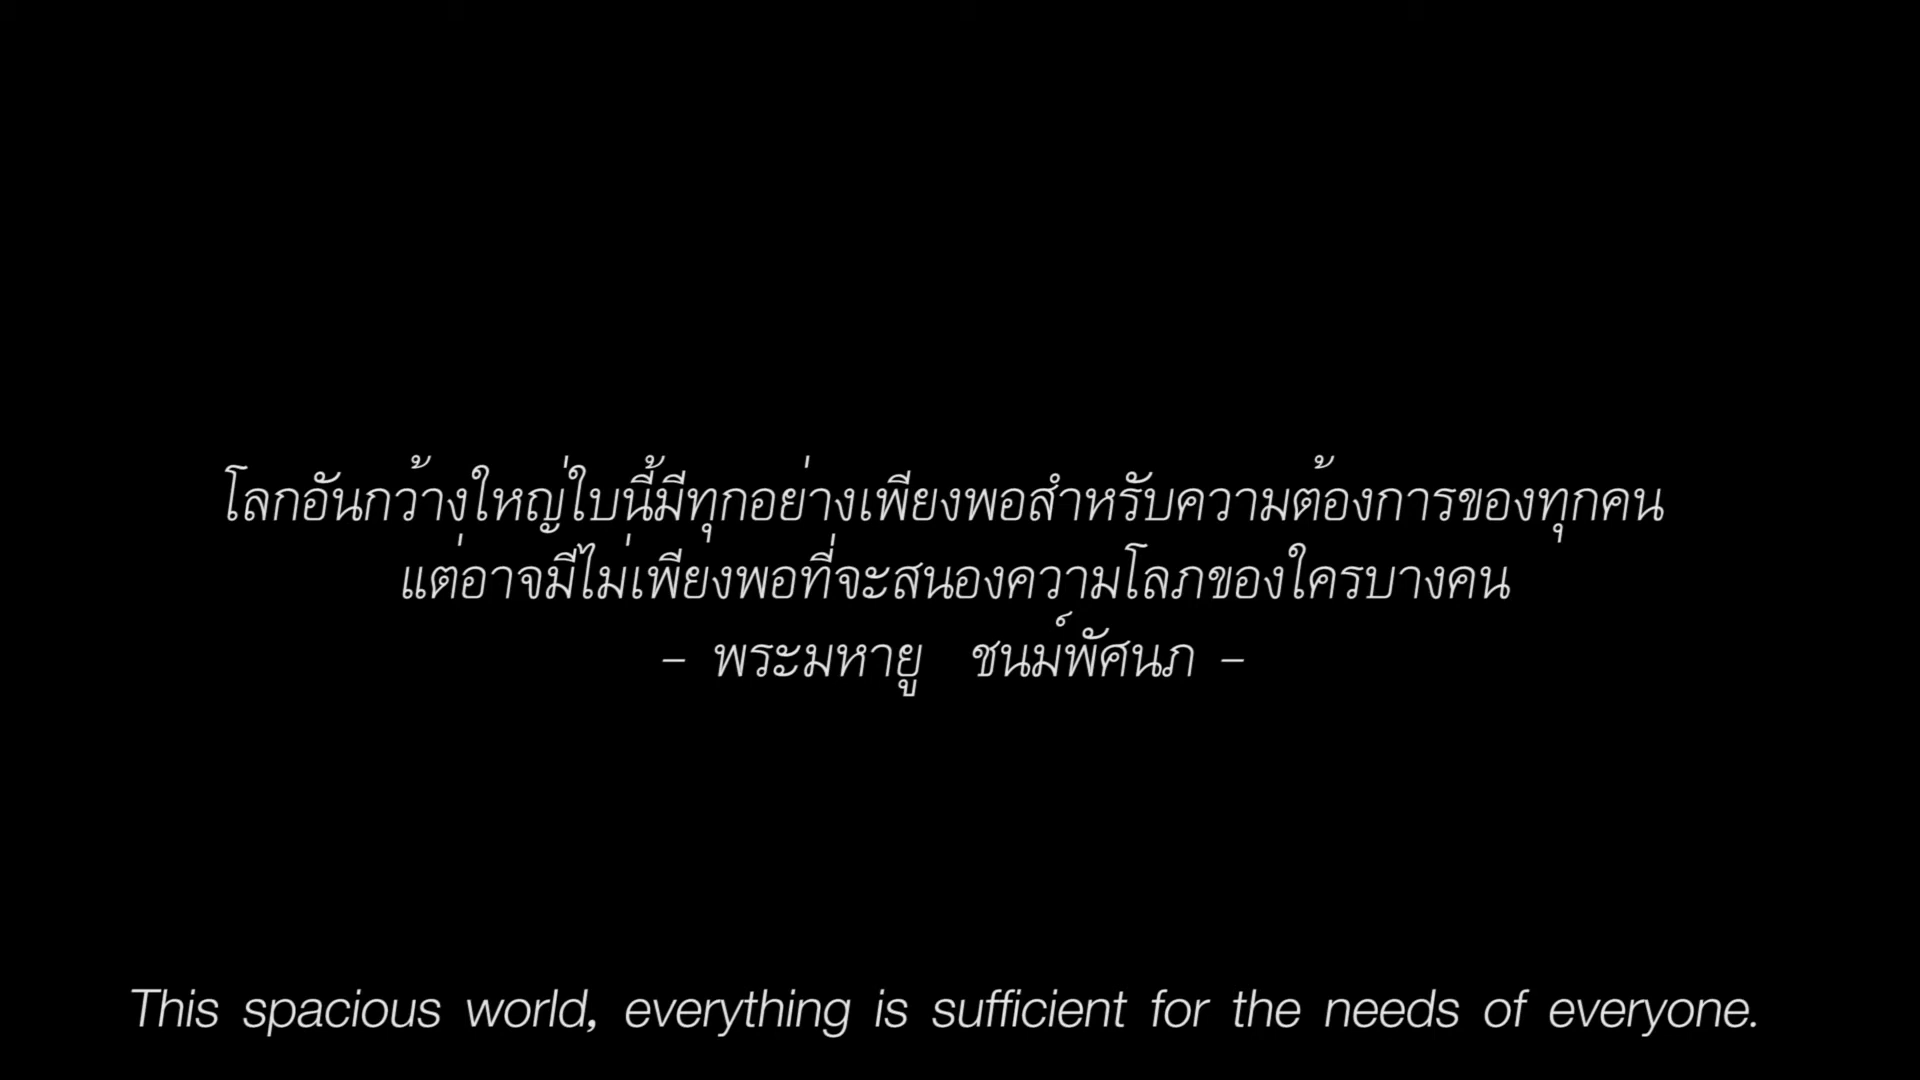 โลกอันกว้างใหญ่ใบนี้มีทุกอย่างเพียงพอสำหรับความต้องการของทุกคน
แต่อาจมีไม่เพียงพอที่จะสนองความโลภของใครบางคน
- พระมหายู  ชนม์พัศนภ -
This spacious world, everything is sufficient for the needs of everyone.